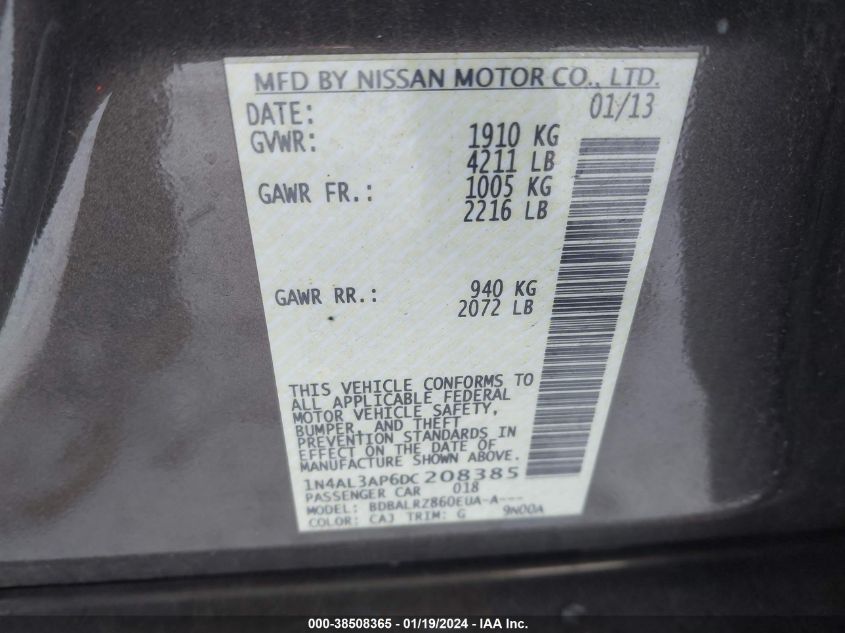 MFD BY NISSAN MOTOR CO., LTD.
DATE: 01/13
GVWR: 1910 KG
4211 LB
GAWR FR.: 1005 KG
2216 LB
GAWR RR.: 940 KG
2072 LB
THIS VEHICLE CONFORMS TO
ALL APPLICABLE FEDERAL
MOTOR VEHICLE SAFETY,
BUMPER, AND THEFT
PREVENTION STANDARDS IN
EFFECT ON THE DATE OF
MANUFACTURE SHOWN ABOVE.
1N4AL3AP6DC 208385
PASSENGER CAR 018
MODEL: BDBALRZ860EUA-A---
COLOR: CAJ TRIM: G 9N00A
000-38508365 - 01/19/2024 - IAA Inc.